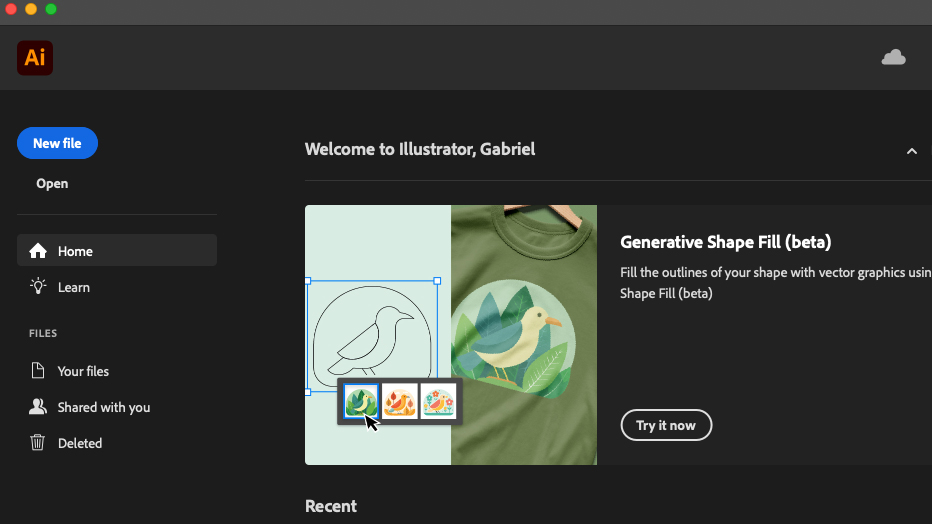 Ai
New file
Open
Home
Learn
FILES
Your files
Shared with you
Deleted
Welcome to Illustrator, Gabriel
Generative Shape Fill (beta)
Fill the outlines of your shape with vector graphics usin
Shape Fill (beta)
Try it now
Recent